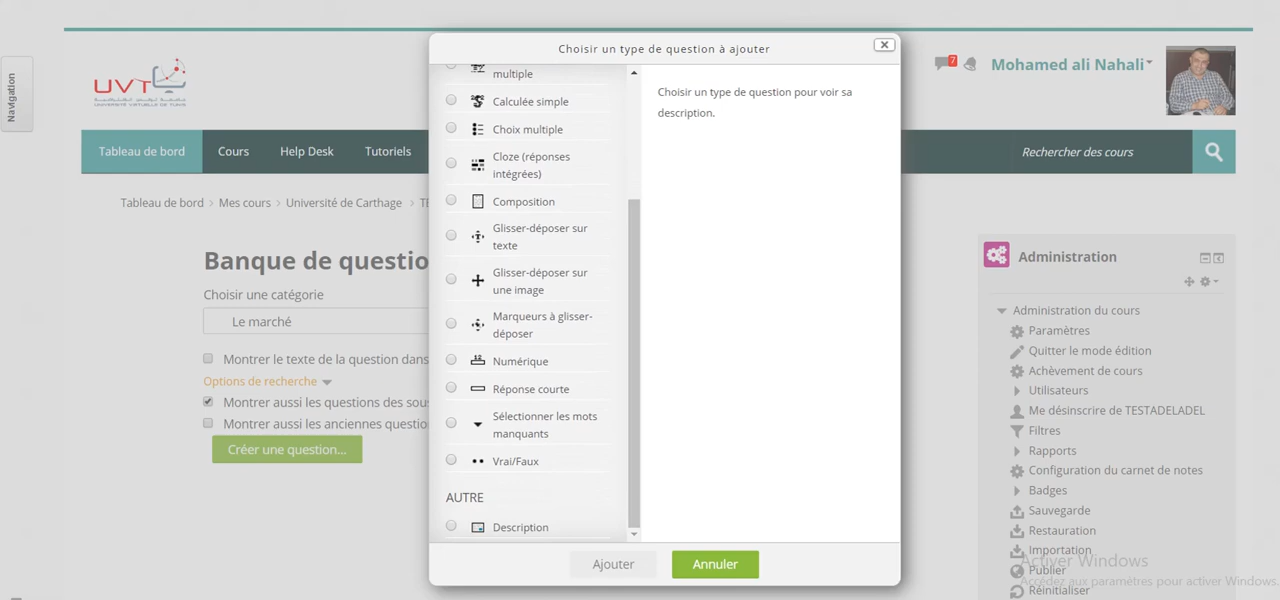 Choisir un type de question à ajouter
multiple
Calculée simple
Choix multiple
Cloze (réponses
intégrées)
Composition
Glisser-déposer sur
texte
Glisser-déposer sur
une image
Marqueurs à glisser-
déposer
Numérique
Réponse courte
Sélectionner les mots
manquants
Vrai/Faux
AUTRE
Description
Choisir un type de question pour voir sa
description.
Ajouter
Annuler
Navigation
UVT
7
Mohamed ali Nahali
Tableau de bord
Cours
Help Desk
Tutoriels
Rechercher des cours
Tableau de bord > Mes cours > Université de Carthage >
Banque de questio
Choisir une catégorie
Le marché
Montrer le texte de la question dans
Options de recherche
Montrer aussi les questions des sous
Montrer aussi les anciennes questio
Créer une question...
Administration
Administration du cours
Paramètres
Quitter le mode édition
Achèvement de cours
Utilisateurs
Me désinscrire de TESTADELADEL
Filtres
Rapports
Configuration du carnet de notes
Badges
Sauvegarde
Restauration
Importation
Publier
Réinitialiser
Activer Windows
Accédez aux paramètres pour activer Windows.